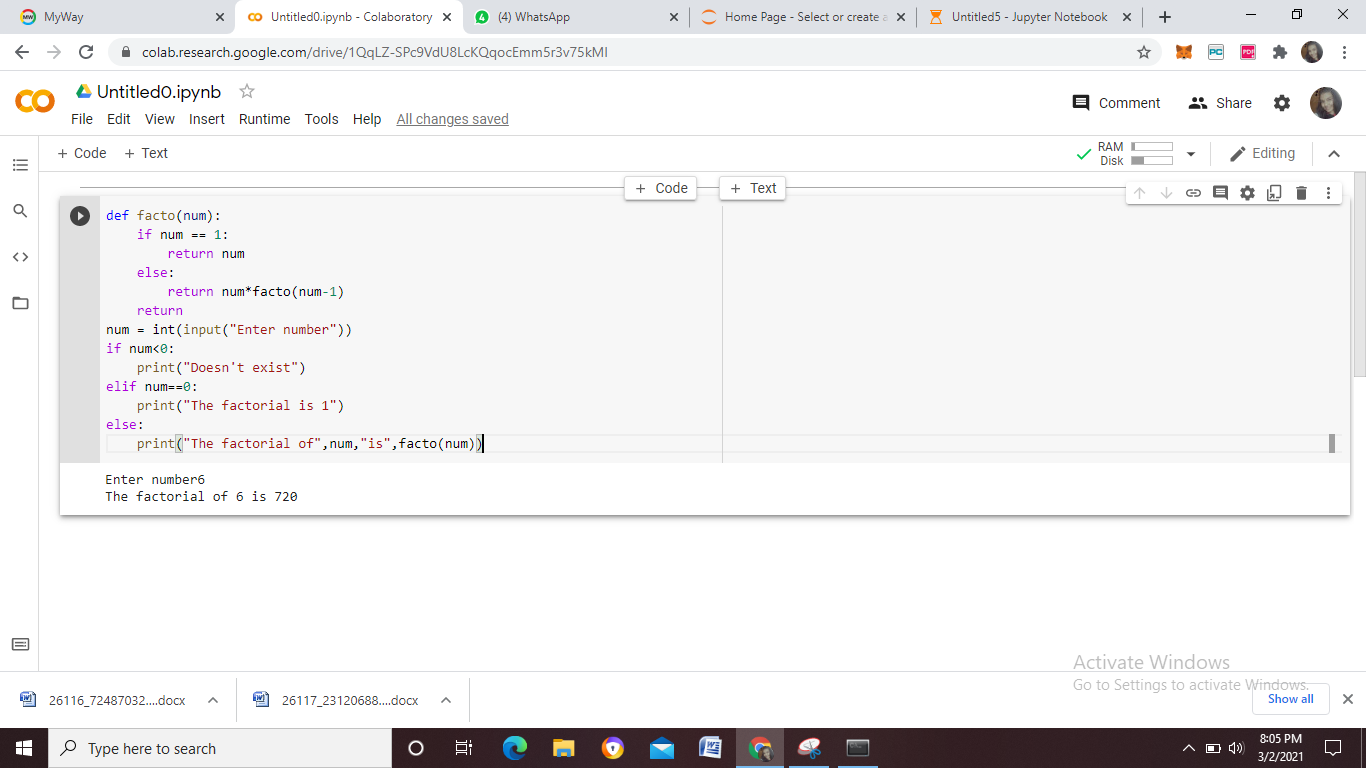 MyWay
Untitled0.ipynb - Colaboratory
(4) WhatsApp
Home Page - Select or create a
Untitled5 - Jupyter Notebook
colab.research.google.com/drive/1QqLZ-SPc9VdU8LcKQqocEmm5r3v75kMI
PC
PDF
Untitled0.ipynb
Comment
Share
File Edit View Insert Runtime Tools Help All changes saved
+ Code + Text
RAM
Disk
Editing
+ Code + Text
def facto(num):
    if num == 1:
        return num
    else:
        return num*facto(num-1)
    return
num = int(input("Enter number"))
if num<0:
    print("Doesn't exist")
elif num==0:
    print("The factorial is 1")
else:
    print("The factorial of",num,"is",facto(num))
Enter number6
The factorial of 6 is 720
Activate Windows
Go to Settings to activate Windows.
26116_72487032....docx
26117_23120688....docx
Show all
Type here to search
8:05 PM
3/2/2021